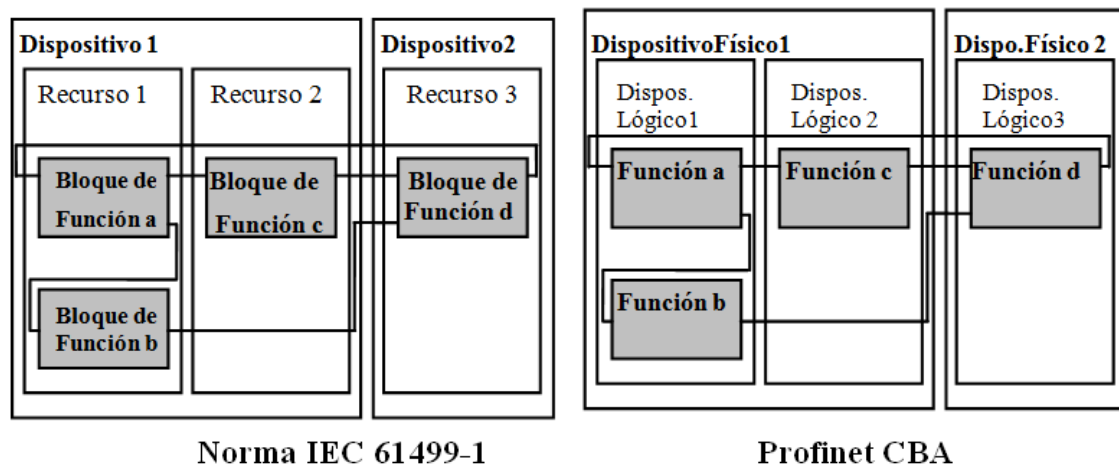 Dispositivo 1
Dispositivo2
Recurso 1
Recurso 2
Recurso 3
Bloque de
Función a
Bloque de
Función c
Bloque de
Función d
Bloque de
Función b
Norma IEC 61499-1
DispositivoFísico1
Dispo.Físico 2
Dispos.
Lógico1
Dispos.
Lógico 2
Dispos.
Lógico3
Función a
Función c
Función d
Función b
Profinet CBA